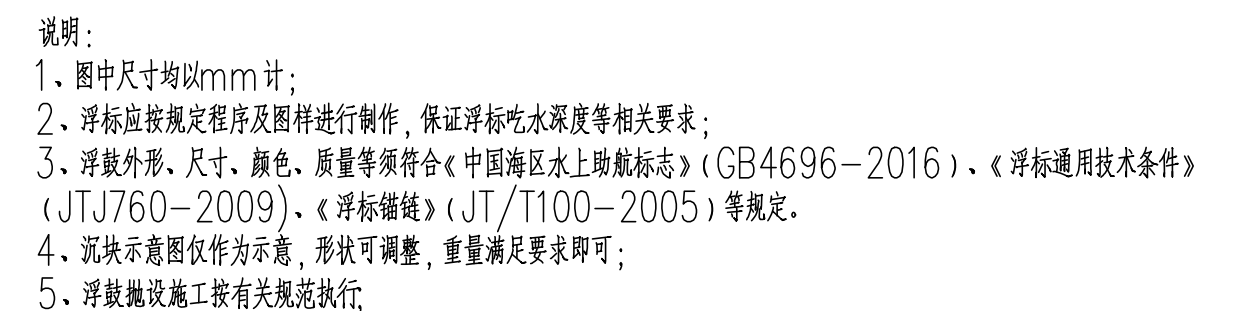 说明：
1、图中尺寸均以mm计；
2、浮标应按规定程序及图样进行制作，保证浮标吃水深度等相关要求；
3、浮鼓外形、尺寸、颜色、质量等须符合《中国海区水上助航标志》（GB4696-2016）、《浮标通用技术条件》
（JTJ760-2009）、《浮标锚链》（JT/T100-2005）等规定。
4、沉块示意图仅作为示意，形状可调整，重量满足要求即可；
5、浮鼓抛设施工按有关规范执行；